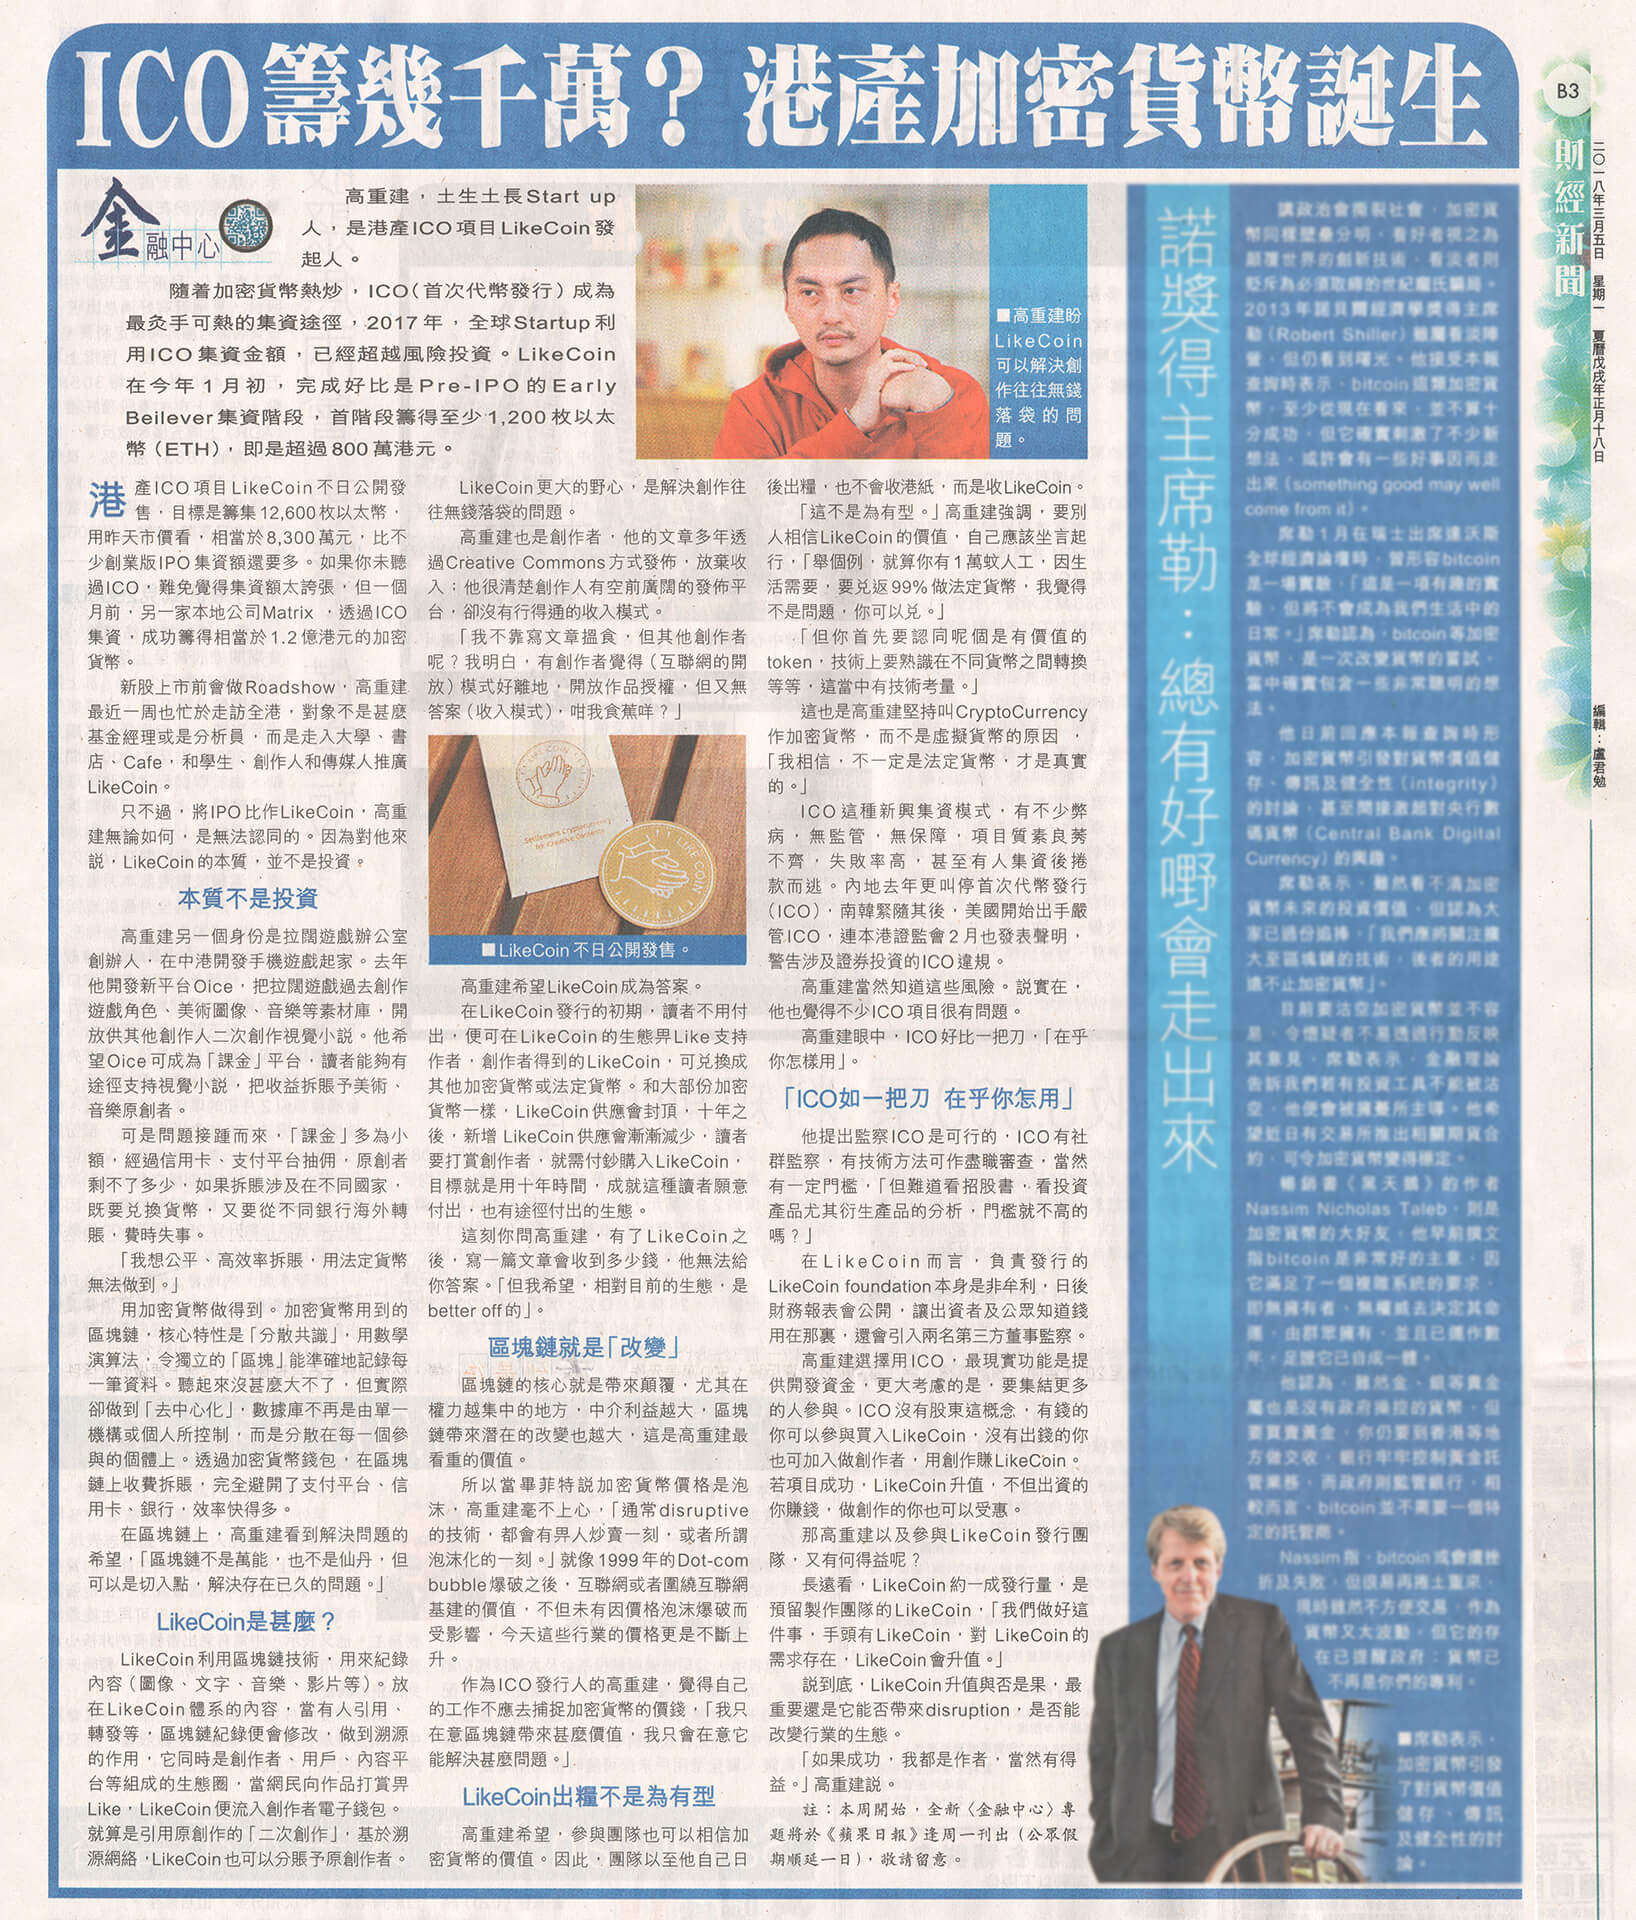 ICO籌幾千萬？ 港產加密貨幣誕生
B3
財經新聞
二〇一八年三月五日 星期一 夏曆戊戌年正月十八日
編輯：盧君勉
金融中心
高重建，土生土長Start up
人，是港產ICO項目LikeCoin發
起人。
隨着加密貨幣熱炒，ICO（首次代幣發行）成為
最灸手可熱的集資途徑，2017年，全球Startup利
用ICO集資金額，已經超越風險投資。LikeCoin
在今年1月初，完成好比是Pre-IPO的Early
Beilever集資階段，首階段籌得至少1,200枚以太
幣（ETH），即是超過800萬港元。
■高重建盼
LikeCoin
可以解決創
作往往無錢
落袋的問
題。
港產ICO項目LikeCoin不日公開發
售，目標是籌集12,600枚以太幣，
用昨天市價看，相當於8,300萬元，比不
少創業版IPO集資額還要多。如果你未聽
過ICO，難免覺得集資額太誇張，但一個
月前，另一家本地公司Matrix，透過ICO
集資，成功籌得相當於1.2億港元的加密
貨幣。
新股上市前會做Roadshow，高重建
最近一周也忙於走訪全港，對象不是甚麼
基金經理或是分析員，而是走入大學、書
店、Cafe，和學生、創作人和傳媒人推廣
LikeCoin。
只不過，將IPO比作LikeCoin，高重
建無論如何，是無法認同的。因為對他來
說，LikeCoin的本質，並不是投資。
本質不是投資
高重建另一個身份是拉闊遊戲辦公室
創辦人，在中港開發手機遊戲起家。去年
他開發新平台Oice，把拉闊遊戲過去創作
遊戲角色、美術圖像、音樂等素材庫，開
放供其他創作人二次創作視覺小說。他希
望Oice可成為「課金」平台，讀者能夠有
途徑支持視覺小說，把收益拆賬予美術、
音樂原創者。
可是問題接踵而來，「課金」多為小
額，經過信用卡、支付平台抽佣，原創者
剩不了多少，如果拆賬涉及在不同國家，
既要兌換貨幣，又要從不同銀行海外轉
賬，費時失事。
「我想公平、高效率拆賬，用法定貨幣
無法做到。」
用加密貨幣做得到。加密貨幣用到的
區塊鏈，核心特性是「分散共識」，用數學
演算法，令獨立的「區塊」能準確地記錄每
一筆資料。聽起來沒甚麼大不了，但實際
卻做到「去中心化」，數據庫不再是由單一
機構或個人所控制，而是分散在每一個參
與的個體上。透過加密貨幣錢包，在區塊
鏈上收費拆賬，完全避開了支付平台、信
用卡、銀行，效率快得多。
在區塊鏈上，高重建看到解決問題的
希望，「區塊鏈不是萬能，也不是仙丹，但
可以是切入點，解決存在已久的問題。」
LikeCoin是甚麼？
LikeCoin利用區塊鏈技術，用來紀錄
內容（圖像、文字、音樂、影片等）。放
在LikeCoin體系的內容，當有人引用、
轉發等，區塊鏈紀錄便會修改，做到溯源
的作用，它同時是創作者、用戶、內容平
台等組成的生態圈，當網民向作品打賞畀
Like，LikeCoin便流入創作者電子錢包。
就算是引用原創作的「二次創作」，基於溯
源網絡，LikeCoin也可以分賬予原創作者。
LikeCoin更大的野心，是解決創作往
往無錢落袋的問題。
高重建也是創作者，他的文章多年透
過Creative Commons方式發佈，放棄收
入；他很清楚創作人有空前廣闊的發佈平
台，卻沒有行得通的收入模式。
「我不靠寫文章搵食，但其他創作者
呢？我明白，有創作者覺得（互聯網的開
放）模式好離地，開放作品授權，但又無
答案（收入模式），咁我食蕉咩？」
LIKE COIN
Settlement Cryptocurrency
for Creative Contents
LIKE COIN
■LikeCoin不日公開發售。
高重建希望LikeCoin成為答案。
在LikeCoin發行的初期，讀者不用付
出，便可在LikeCoin的生態畀Like支持
作者，創作者得到的LikeCoin，可兌換成
其他加密貨幣或法定貨幣。和大部份加密
貨幣一樣，LikeCoin供應會封頂，十年之
後，新增 LikeCoin供應會漸漸減少，讀者
要打賞創作者，就需付鈔購入LikeCoin，
目標就是用十年時間，成就這種讀者願意
付出，也有途徑付出的生態。
這刻你問高重建，有了LikeCoin之
後，寫一篇文章會收到多少錢，他無法給
你答案。「但我希望，相對目前的生態，是
better off的」。
區塊鏈就是「改變」
區塊鏈的核心就是帶來顛覆，尤其在
權力越集中的地方，中介利益越大，區塊
鏈帶來潛在的改變也越大，這是高重建最
看重的價值。
所以當畢菲特說加密貨幣價格是泡
沫，高重建毫不上心，「通常disruptive
的技術，都會有畀人炒賣一刻，或者所謂
泡沫化的一刻。」就像1999年的Dot-com
bubble爆破之後，互聯網或者圍繞互聯網
基建的價值，不但未有因價格泡沫爆破而
受影響，今天這些行業的價格更是不斷上
升。
作為ICO發行人的高重建，覺得自己
的工作不應去捕捉加密貨幣的價錢，「我只
在意區塊鏈帶來甚麼價值，我只會在意它
能解決甚麼問題。」
LikeCoin出糧不是為有型
高重建希望，參與團隊也可以相信加
密貨幣的價值。因此，團隊以至他自己日
後出糧，也不會收港紙，而是收LikeCoin。
「這不是為有型。」高重建強調，要別
人相信LikeCoin的價值，自己應該坐言起
行，「舉個例，就算你有1萬蚊人工，因生
活需要，要兌返99%做法定貨幣，我覺得
不是問題，你可以兌。」
「但你首先要認同呢個是有價值的
token，技術上要熟識在不同貨幣之間轉換
等等，這當中有技術考量。」
這也是高重建堅持叫CryptoCurrency
作加密貨幣，而不是虛擬貨幣的原因，
「我相信，不一定是法定貨幣，才是真實
的。」
ICO這種新興集資模式，有不少弊
病，無監管，無保障，項目質素良莠
不齊，失敗率高，甚至有人集資後捲
款而逃。內地去年更叫停首次代幣發行
（ICO），南韓緊隨其後，美國開始出手嚴
管ICO，連本港證監會2月也發表聲明，
警告涉及證券投資的ICO違規。
高重建當然知道這些風險。說實在，
他也覺得不少ICO項目很有問題。
高重建眼中，ICO好比一把刀，「在乎
你怎樣用」。
「ICO如一把刀 在乎你怎用」
他提出監察ICO是可行的，ICO有社
群監察，有技術方法可作盡職審查，當然
有一定門檻，「但難道看招股書，看投資
產品尤其衍生產品的分析，門檻就不高的
嗎？」
在LikeCoin而言，負責發行的
LikeCoin foundation本身是非牟利，日後
財務報表會公開，讓出資者及公眾知道錢
用在那裏，還會引入兩名第三方董事監察。
高重建選擇用ICO，最現實功能是提
供開發資金，更大考慮的是，要集結更多
的人參與。ICO沒有股東這概念，有錢的
你可以參與買入LikeCoin，沒有出錢的你
也可加入做創作者，用創作賺LikeCoin。
若項目成功，LikeCoin升值，不但出資的
你賺錢，做創作的你也可以受惠。
那高重建以及參與LikeCoin發行團
隊，又有何得益呢？
長遠看，LikeCoin約一成發行量，是
預留製作團隊的LikeCoin，「我們做好這
件事，手頭有LikeCoin，對 LikeCoin的
需求存在，LikeCoin會升值。」
說到底，LikeCoin升值與否是果，最
重要還是它能否帶來disruption，是否能
改變行業的生態。
「如果成功，我都是作者，當然有得
益。」高重建說。
註：本周開始，全新〈金融中心〉專
題將於《蘋果日報》逢周一刊出（公眾假
期順延一日），敬請留意。
諾獎得主席勒：總有好嘢會走出來
講政治會撕裂社會，加密貨
幣同樣壁壘分明，看好者視之為
顛覆世界的創新技術，看淡者則
堅斥為必須取締的世紀龐氏騙局。
2013年諾貝爾經濟學獎得主席
勒（Robert Shiller）雖屬看淡陣
營，但仍看到曙光。他接受本報
查詢時表示，bitcoin這類加密貨
幣，至少從現在看來，並不算十
分成功，但它確實刺激了不少新
想法，或許會有一些好事因而走
出來（something good may well
come from it）。
席勒1月在瑞士出席達沃斯
全球經濟論壇時，曾形容bitcoin
是一場實驗，「這是一項有趣的實
驗，但將不會成為我們生活中的
日常。」席勒認為，bitcoin等加密
貨幣，是一次改變貨幣的嘗試，
當中確實包含一些非常聰明的想
法。
他日前回應本報查詢時形
容，加密貨幣引發對貨幣價值儲
存、傳訊及健全性（integrity）
的討論，甚至間接激起對央行數
碼貨幣（Central Bank Digital
Currency）的興趣。
席勒表示，雖然看不清加密
貨幣未來的投資價值，但認為大
家已過份追捧。「我們應將關注擴
大至區塊鏈的技術，後者的用途
遠不止加密貨幣」。
目前要沽空加密貨幣並不容
易，令懷疑者不易透過行動反映
其意見，席勒表示，金融理論
告訴我們若有投資工具不能被沽
空，他便會被擁躉所主導。他希
望近日有交易所推出相關期貨合
約，可令加密貨幣變得穩定。
暢銷書《黑天鵝》的作者
Nassim Nicholas Taleb，則是
加密貨幣的大好友，他早前撰文
指bitcoin是非常好的主意，因
它滿足了一個複雜系統的要求，
即無擁有者、無權威去決定其命
運，由群眾擁有，並且已運作數
年，足證它已自成一體。
他認為，雖然金、銀等貴金
屬也是沒有政府操控的貨幣，但
要買賣黃金，你仍要到香港等地
方做交收，銀行牢牢控制黃金託
管業務，而政府則監管銀行，相
較而言，bitcoin並不需要一個特
定的託管商。
Nassim指，bitcoin或會遭挫
折及失敗，但很易再捲土重來，
現時雖然不方便交易，作為
貨幣又太波動，但它的存
在已提醒政府：貨幣已
不再是你們的專利。
■席勒表示，
加密貨幣引發
了對貨幣價值
儲存、傳訊
及健全性的討
論。